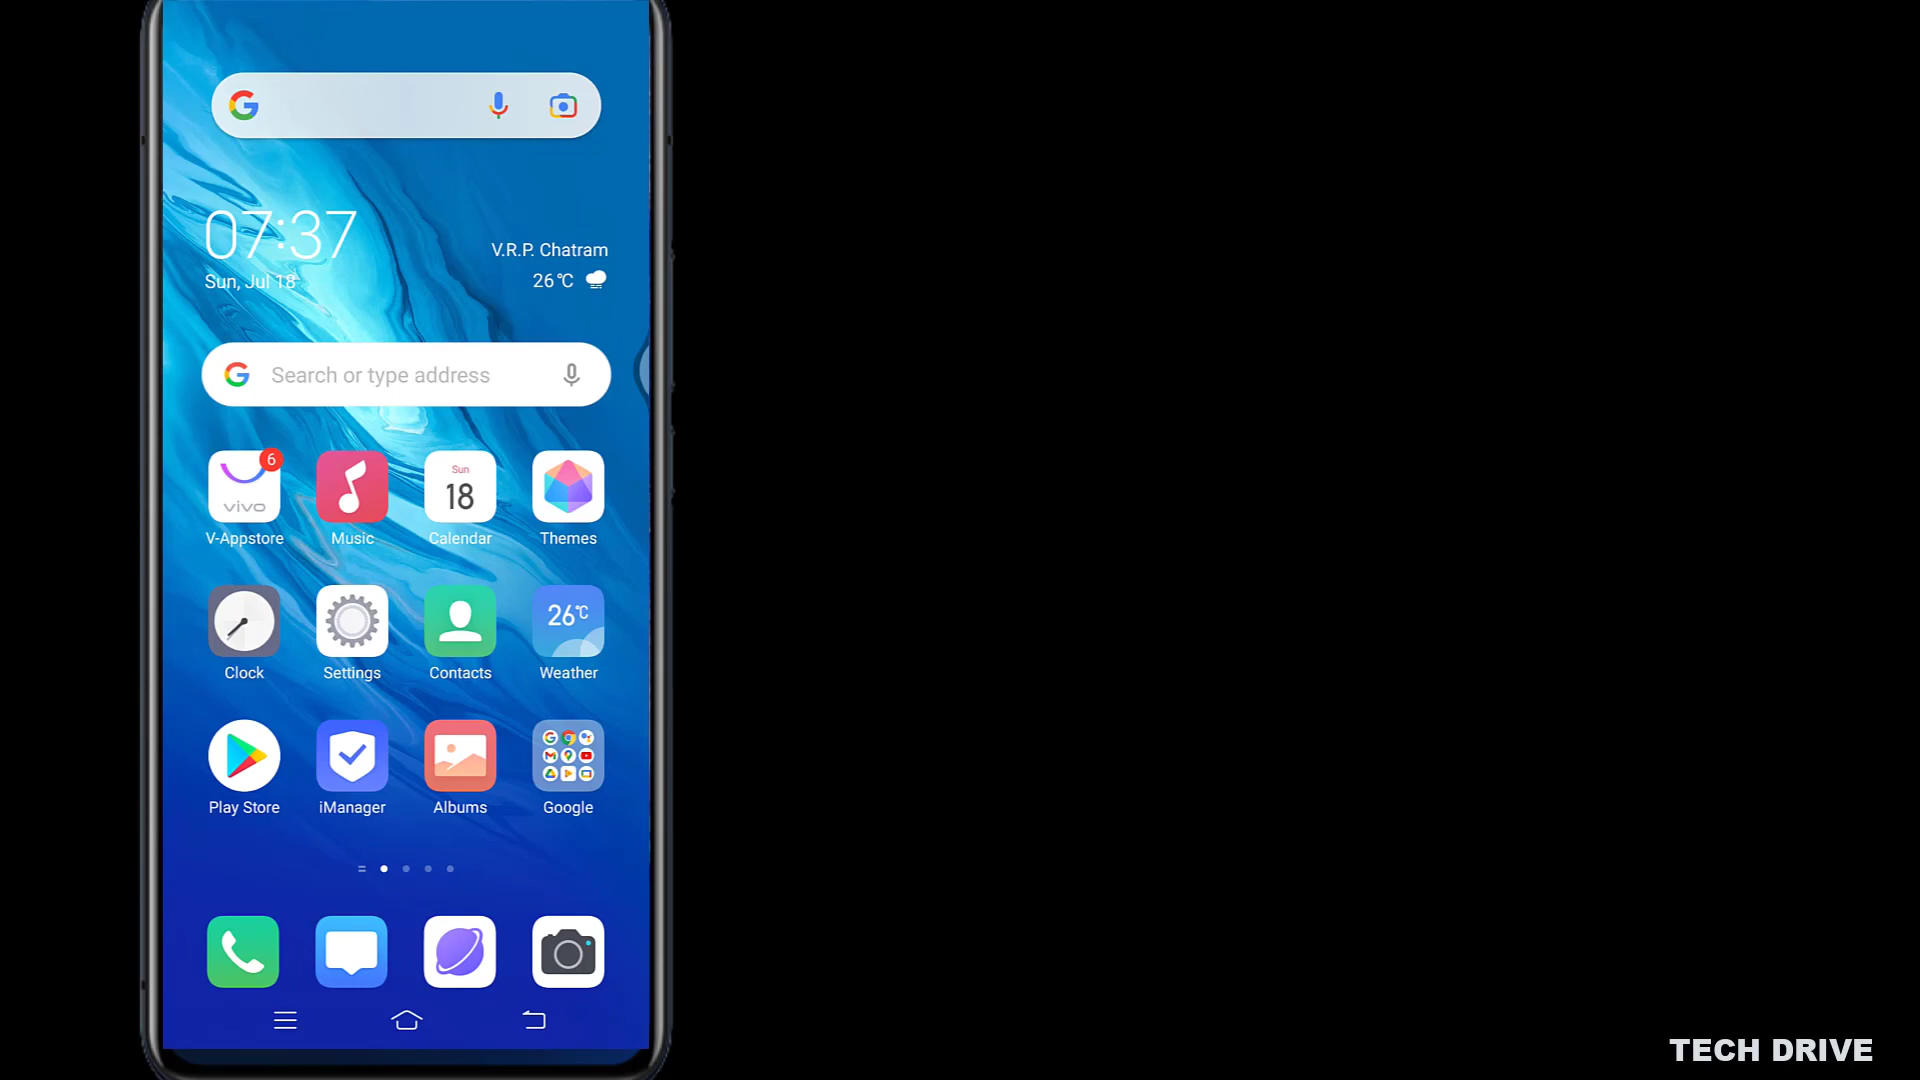 07:37
Sun, Jul 18
V.R.P. Chatram
26℃
Search or type address
6
vivo
Sun
18
V-Appstore
Music
Calendar
Themes
26℃
Clock
Settings
Contacts
Weather
Play Store
iManager
Albums
Google
TECH DRIVE